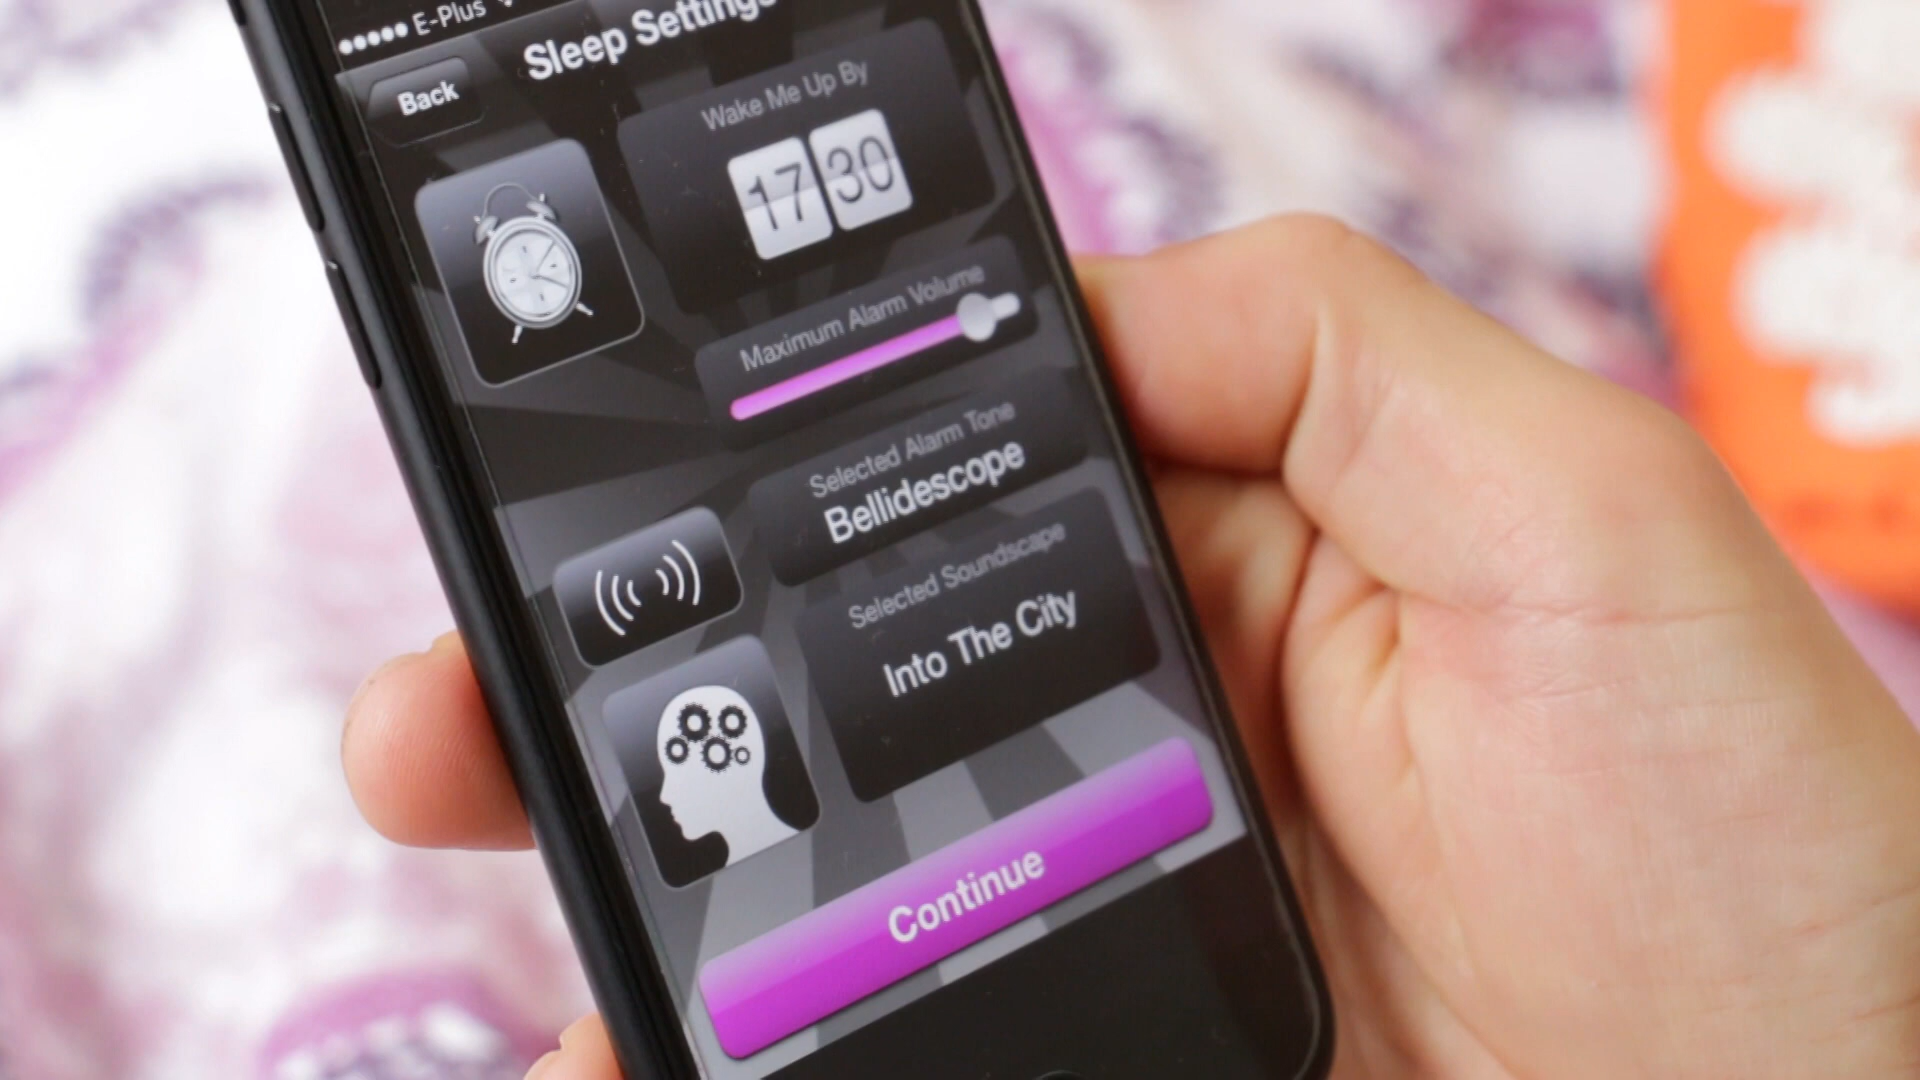 E-Plus
Sleep Settings
Back
Wake Me Up By
17 30
Maximum Alarm Volume
Selected Alarm Tone
Bellidescope
Selected Soundscape
Into The City
Continue